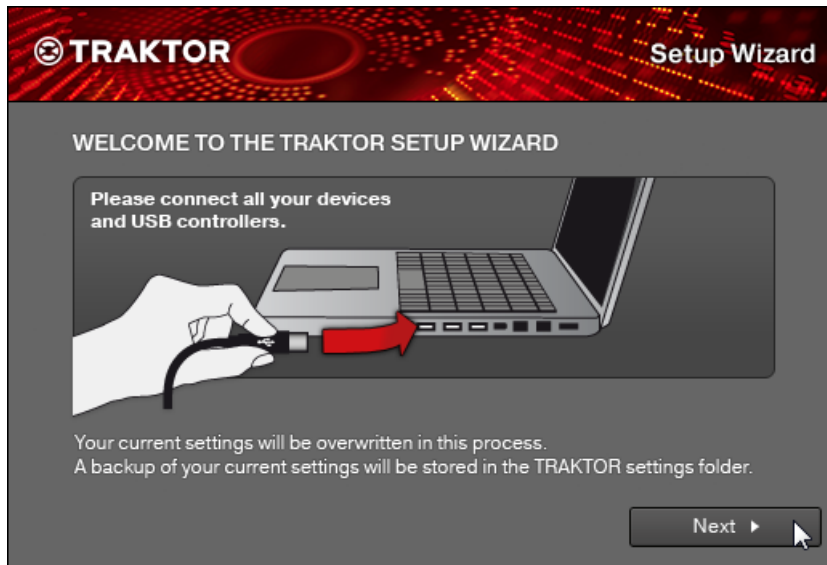 TRAKTOR
Setup Wizard
WELCOME TO THE TRAKTOR SETUP WIZARD
Please connect all your devices
and USB controllers.
Your current settings will be overwritten in this process.
A backup of your current settings will be stored in the TRAKTOR settings folder.
Next